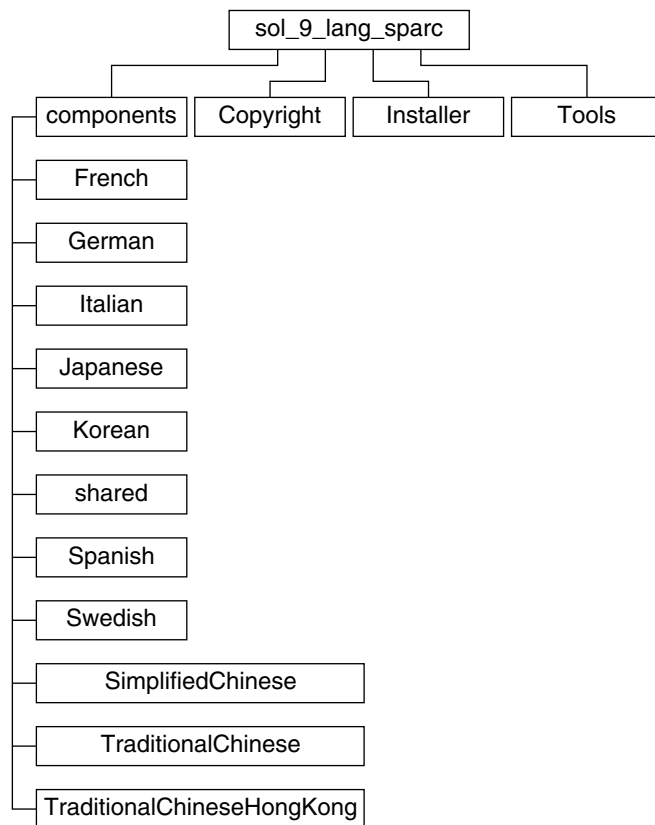 sol_9_lang_sparc
components
Copyright
Installer
Tools
French
German
Italian
Japanese
Korean
shared
Spanish
Swedish
SimplifiedChinese
TraditionalChinese
TraditionalChineseHongKong